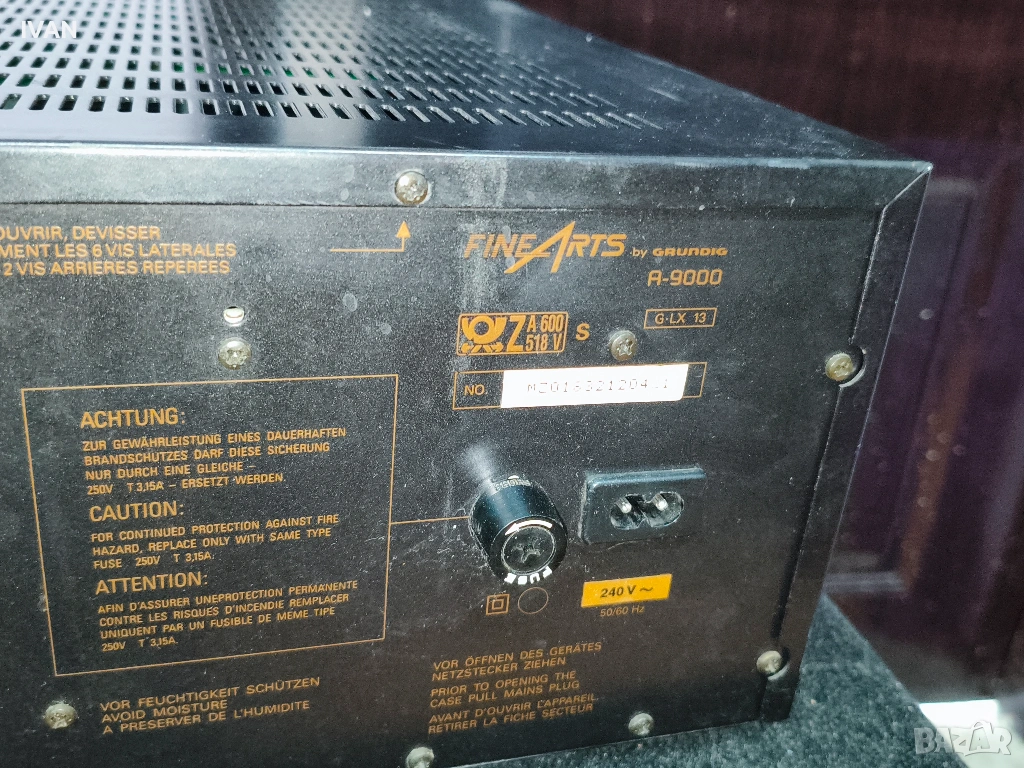 IVAN
OUVRIR, DEVISSER
MENT LES 6 VIS LATERALES
2 VIS ARRIERES REPEREES
FINEARTS by GRUNDIG
A-9000
Z A 600
518 V S
G-LX 13
NO.
ACHTUNG:
ZUR GEWÄHRLEISTUNG EINES DAUERHAFTEN
BRANDSCHUTZES DARF DIESE SICHERUNG
NUR DURCH EINE GLEICHE –
250V T 3,15A – ERSETZT WERDEN.
CAUTION:
FOR CONTINUED PROTECTION AGAINST FIRE
HAZARD, REPLACE ONLY WITH SAME TYPE
FUSE 250V T 3,15A.
ATTENTION:
AFIN D'ASSURER UNEPROTECTION PERMANENTE
CONTRE LES RISQUES D'INCENDIE REMPLACER
UNIQUENT PAR UN FUSIBLE DE MÊME TIPE
250V T 3,15A.
FUSE
240 V ~
50/60 Hz
VOR FEUCHTIGKEIT SCHÜTZEN
AVOID MOISTURE
A PRESERVER DE L'HUMIDITE
VOR ÖFFNEN DES GERÄTES
NETZSTECKER ZIEHEN
PRIOR TO OPENING THE
CASE PULL MAINS PLUG
AVANT D'OUVRIR L'APPAREIL
RETIRER LA FICHE SECTEUR
BAZAR